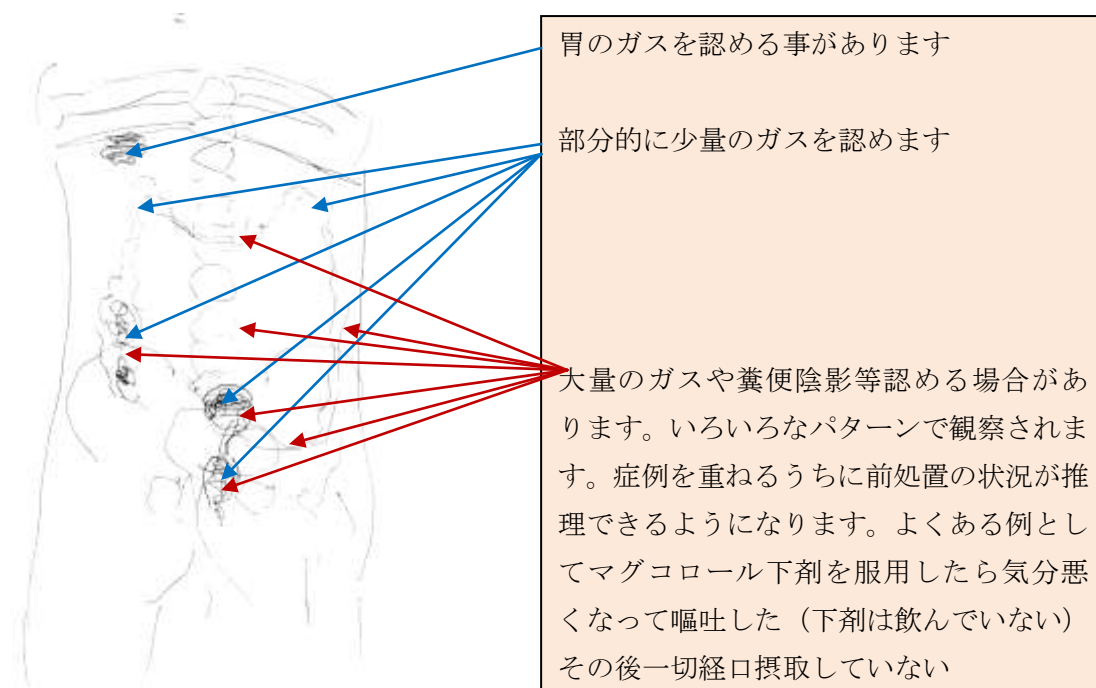 胃のガスを認める事があります
部分的に少量のガスを認めます
大量のガスや糞便陰影等認める場合があ
ります。いろいろなパターンで観察されま
す。症例を重ねるうちに前処置の状況が推
理できるようになります。よくある例とし
てマグコロール下剤を服用したら気分悪
くなって嘔吐した（下剤は飲んでいない）
その後一切経口摂取していない